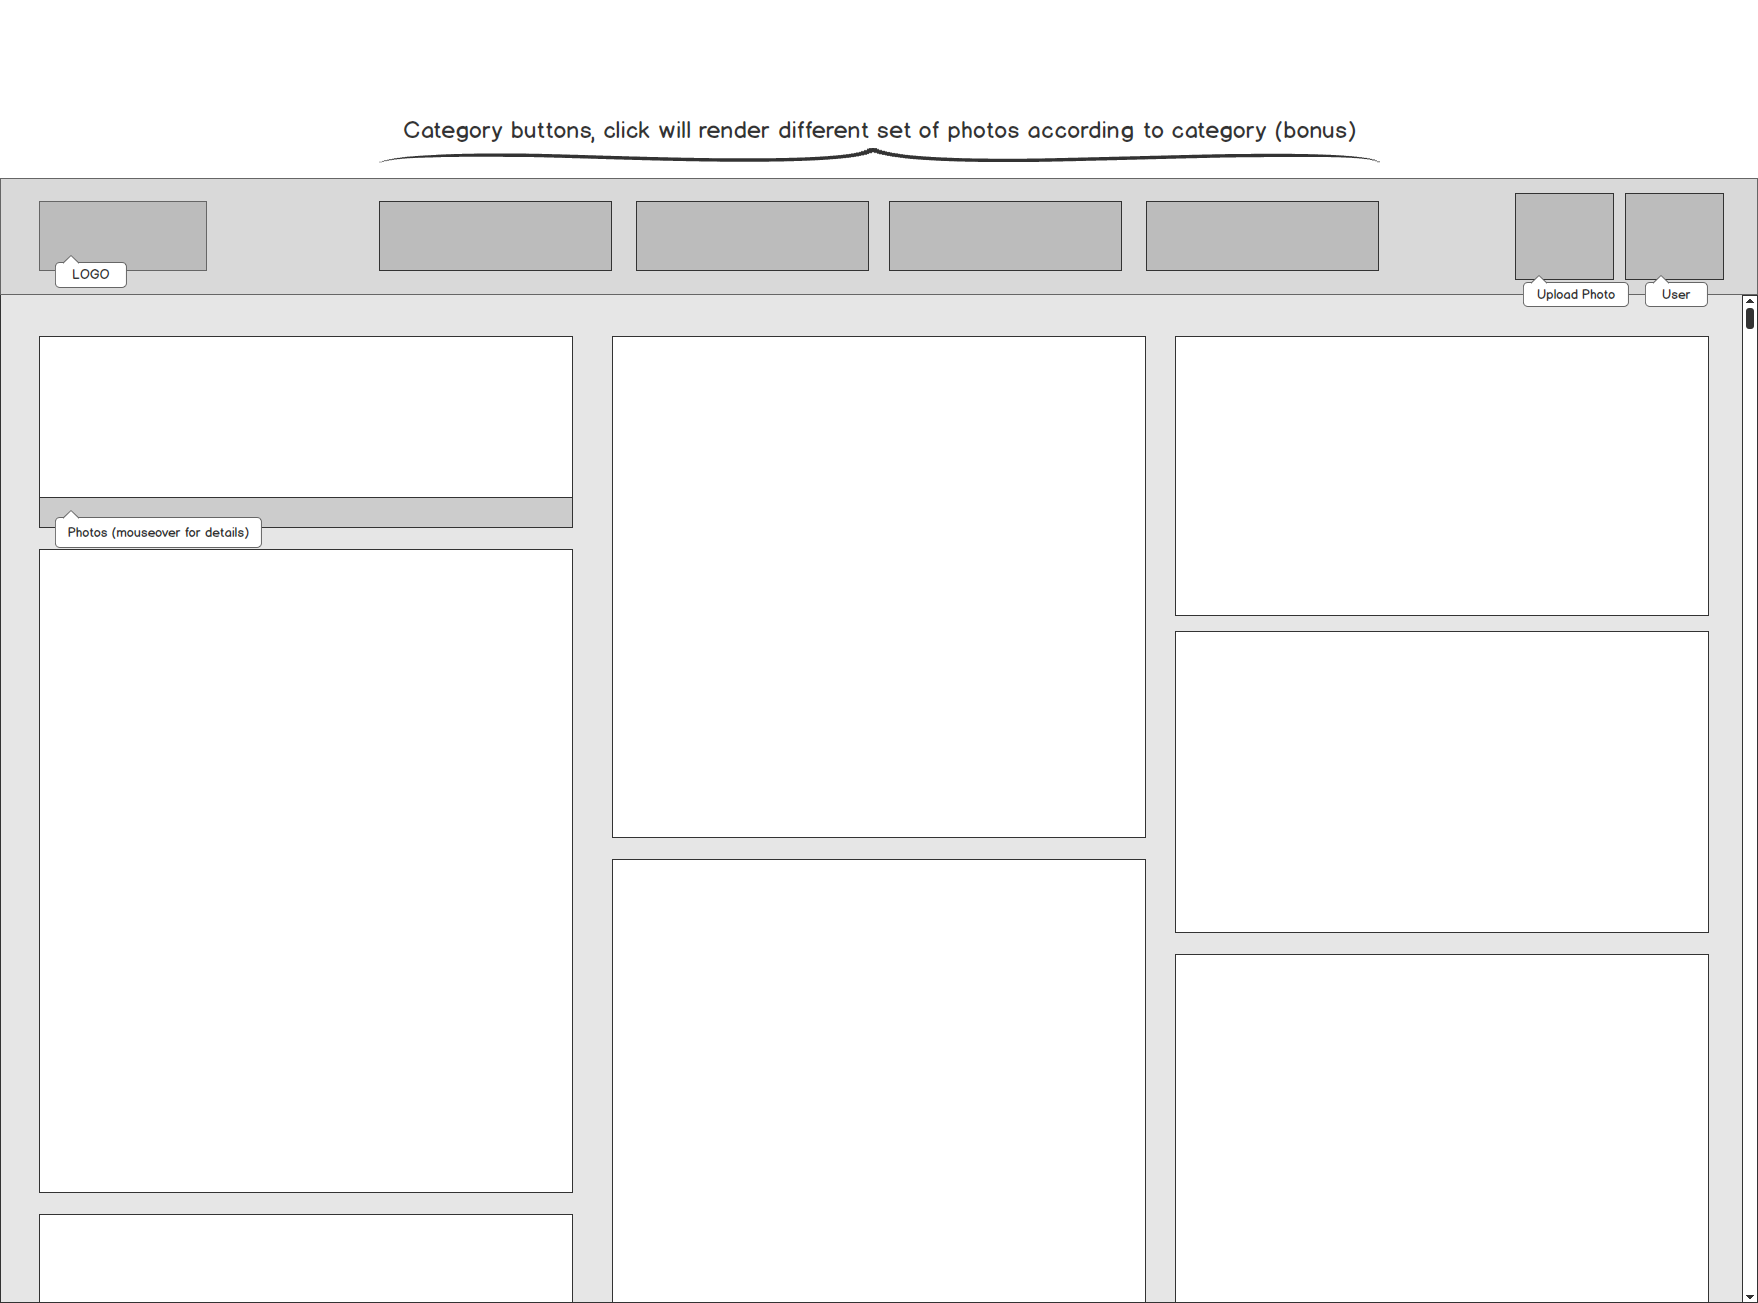 Category buttons, click will render different set of photos according to category (bonus)
LOGO
Upload Photo
User
Photos (mouseover for details)